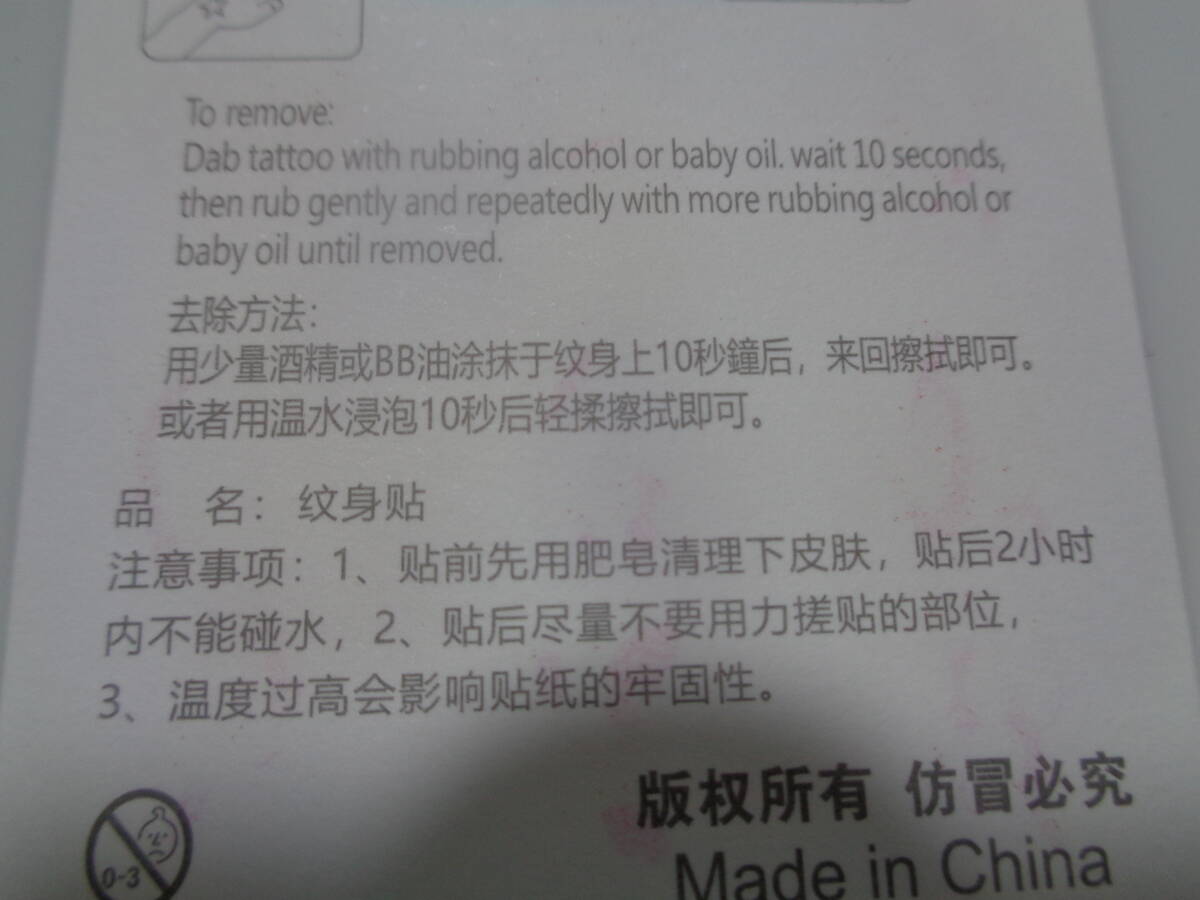 To remove:
Dab tattoo with rubbing alcohol or baby oil. wait 10 seconds,
then rub gently and repeatedly with more rubbing alcohol or
baby oil until removed.
去除方法：
用少量酒精或BB油涂抹于纹身上10秒鐘后，来回擦拭即可。
或者用温水浸泡10秒后轻揉擦拭即可。
品 名：纹身贴
注意事项：1、贴前先用肥皂清理下皮肤，贴后2小时
内不能碰水，2、贴后尽量不要用力搓贴的部位，
3、温度过高会影响贴纸的牢固性。
版权所有 仿冒必究
Made in China
0-3